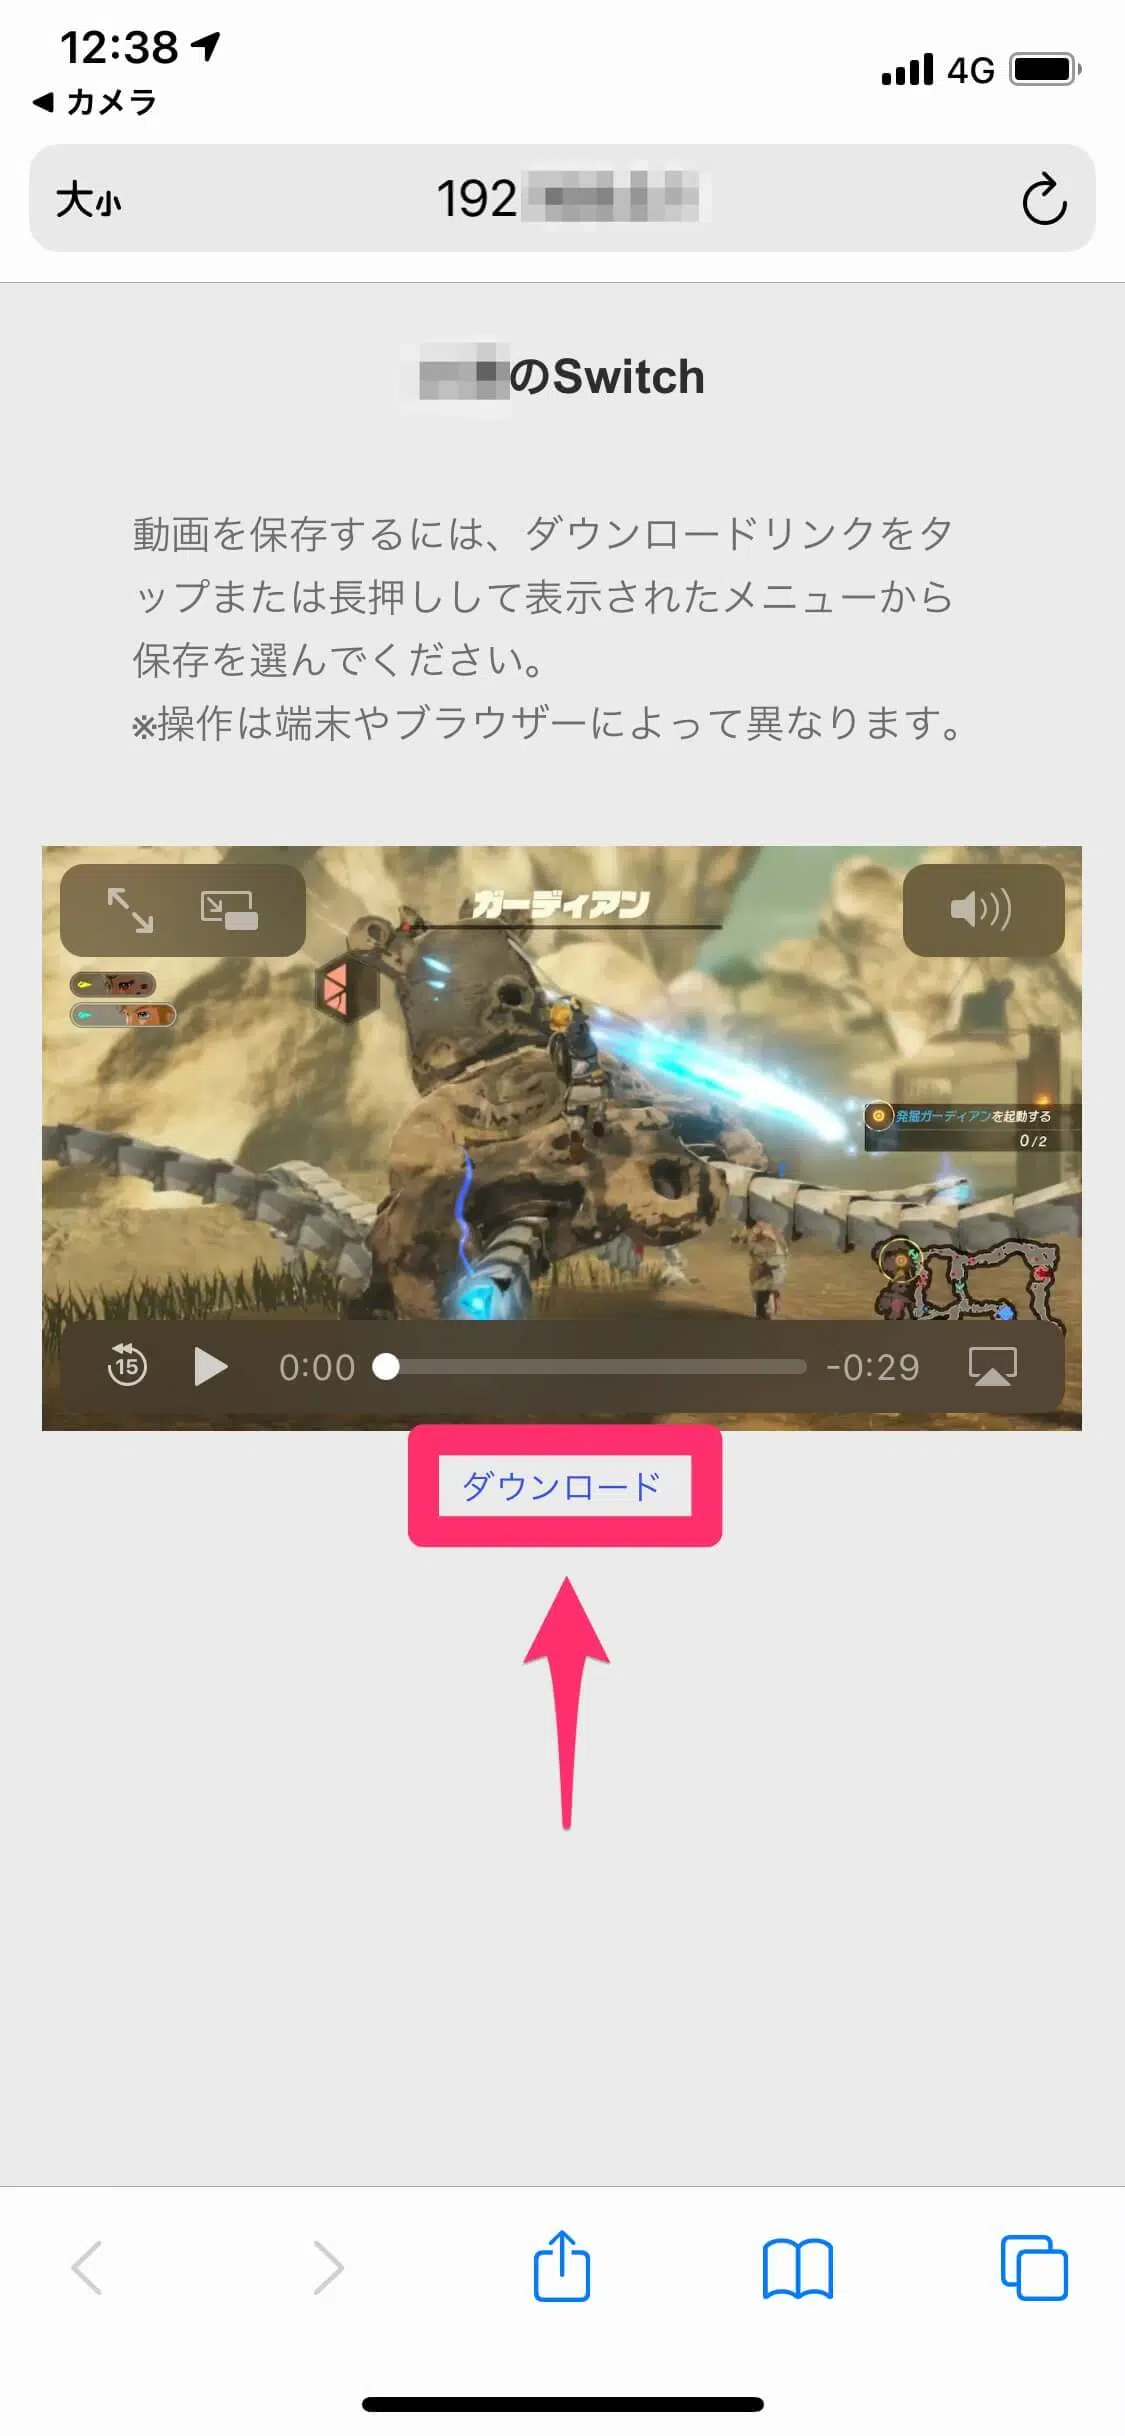 12:38
4G
カメラ
大小
192
のSwitch
動画を保存するには、ダウンロードリンクをタ
ップまたは長押しして表示されたメニューから
保存を選んでください。
※操作は端末やブラウザーによって異なります。
ガーディアン
発掘ガーディアンを起動する
0/2
15
0:00
-0:29
ダウンロード